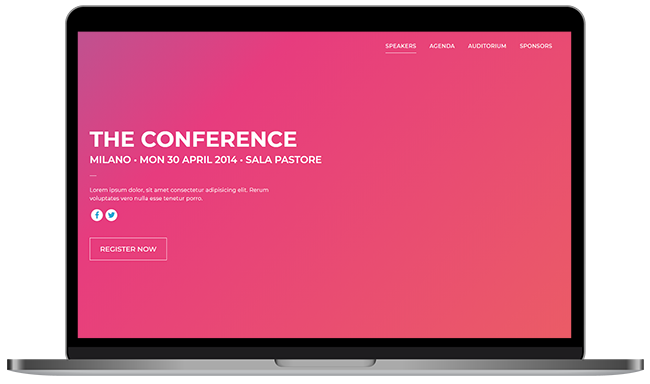 SPEAKERS AGENDA AUDITORIUM SPONSORS
THE CONFERENCE
MILANO • MON 30 APRIL 2014 • SALA PASTORE
Lorem ipsum dolor, sit amet consectetur adipisicing elit. Rerum
voluptates vero nulla esse tenetur porro.
REGISTER NOW